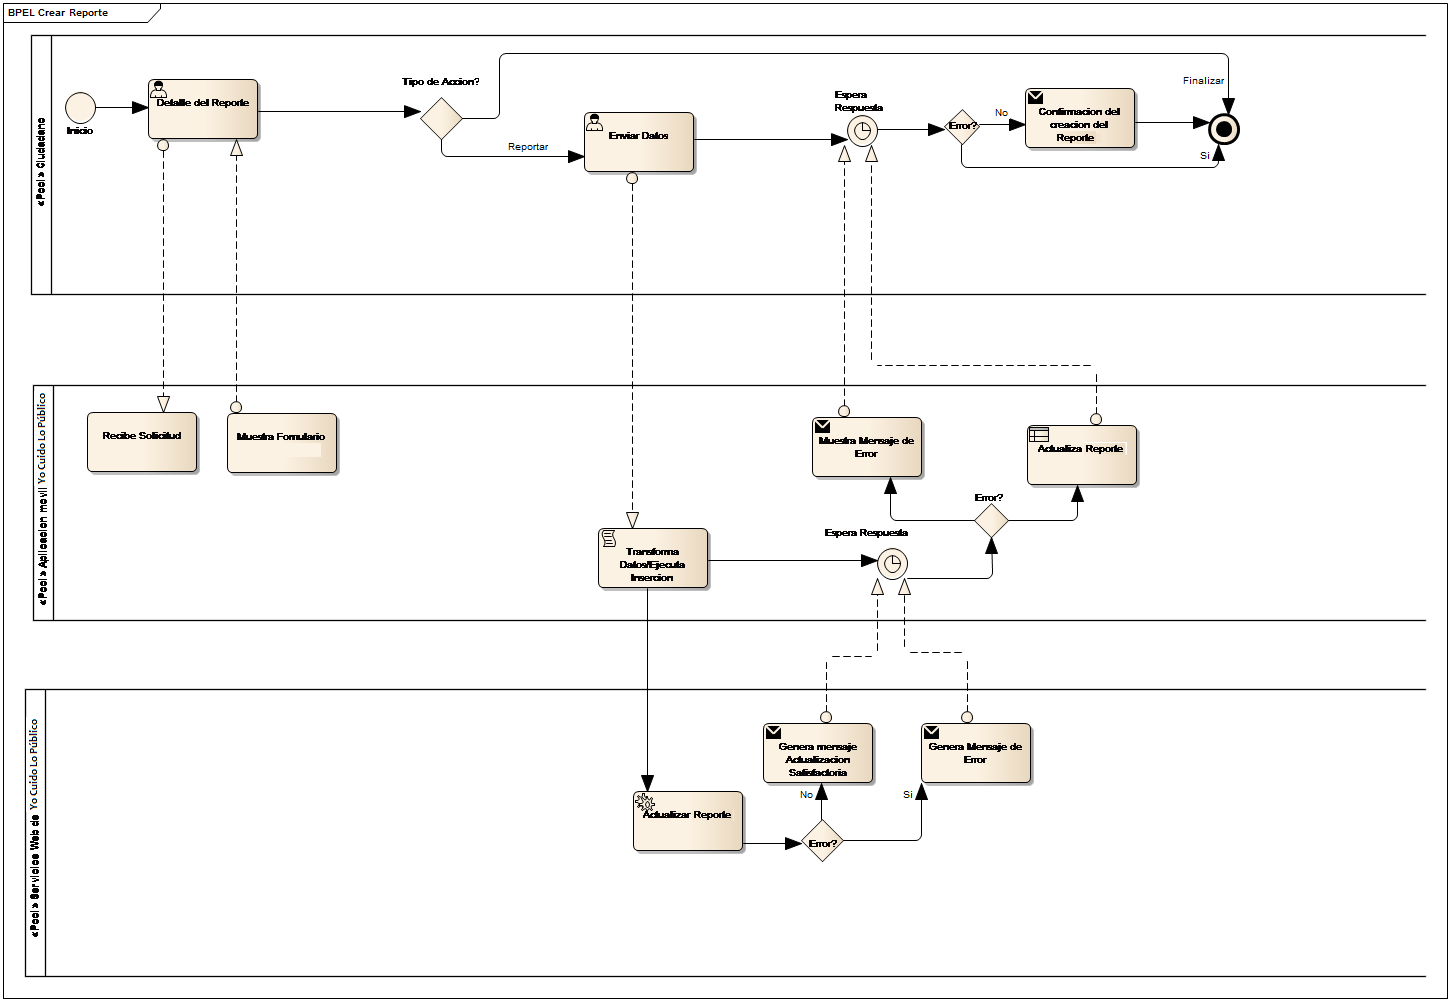 BPEL Crear Reporte
«Pool» Ciudadano
Inicio
Detalle del Reporte
Tipo de Accion?
Reportar
Enviar Datos
Espera
Respuesta
Error?
No
Si
Confirmacion del
creacion del
Reporte
Finalizar
«Pool» Aplicacion movil Yo Cuido Lo Público
Recibe Solicitud
Muestra Formulario
Muestra Mensaje de
Error
Actualiza Reporte
Error?
Espera Respuesta
Transforma
Datos/Ejecuta
Insercion
«Pool» Servicios Web de Yo Cuido Lo Público
Genera mensaje
Actualizacion
Satisfactoria
Genera Mensaje de
Error
No
Si
Actualizar Reporte
Error?